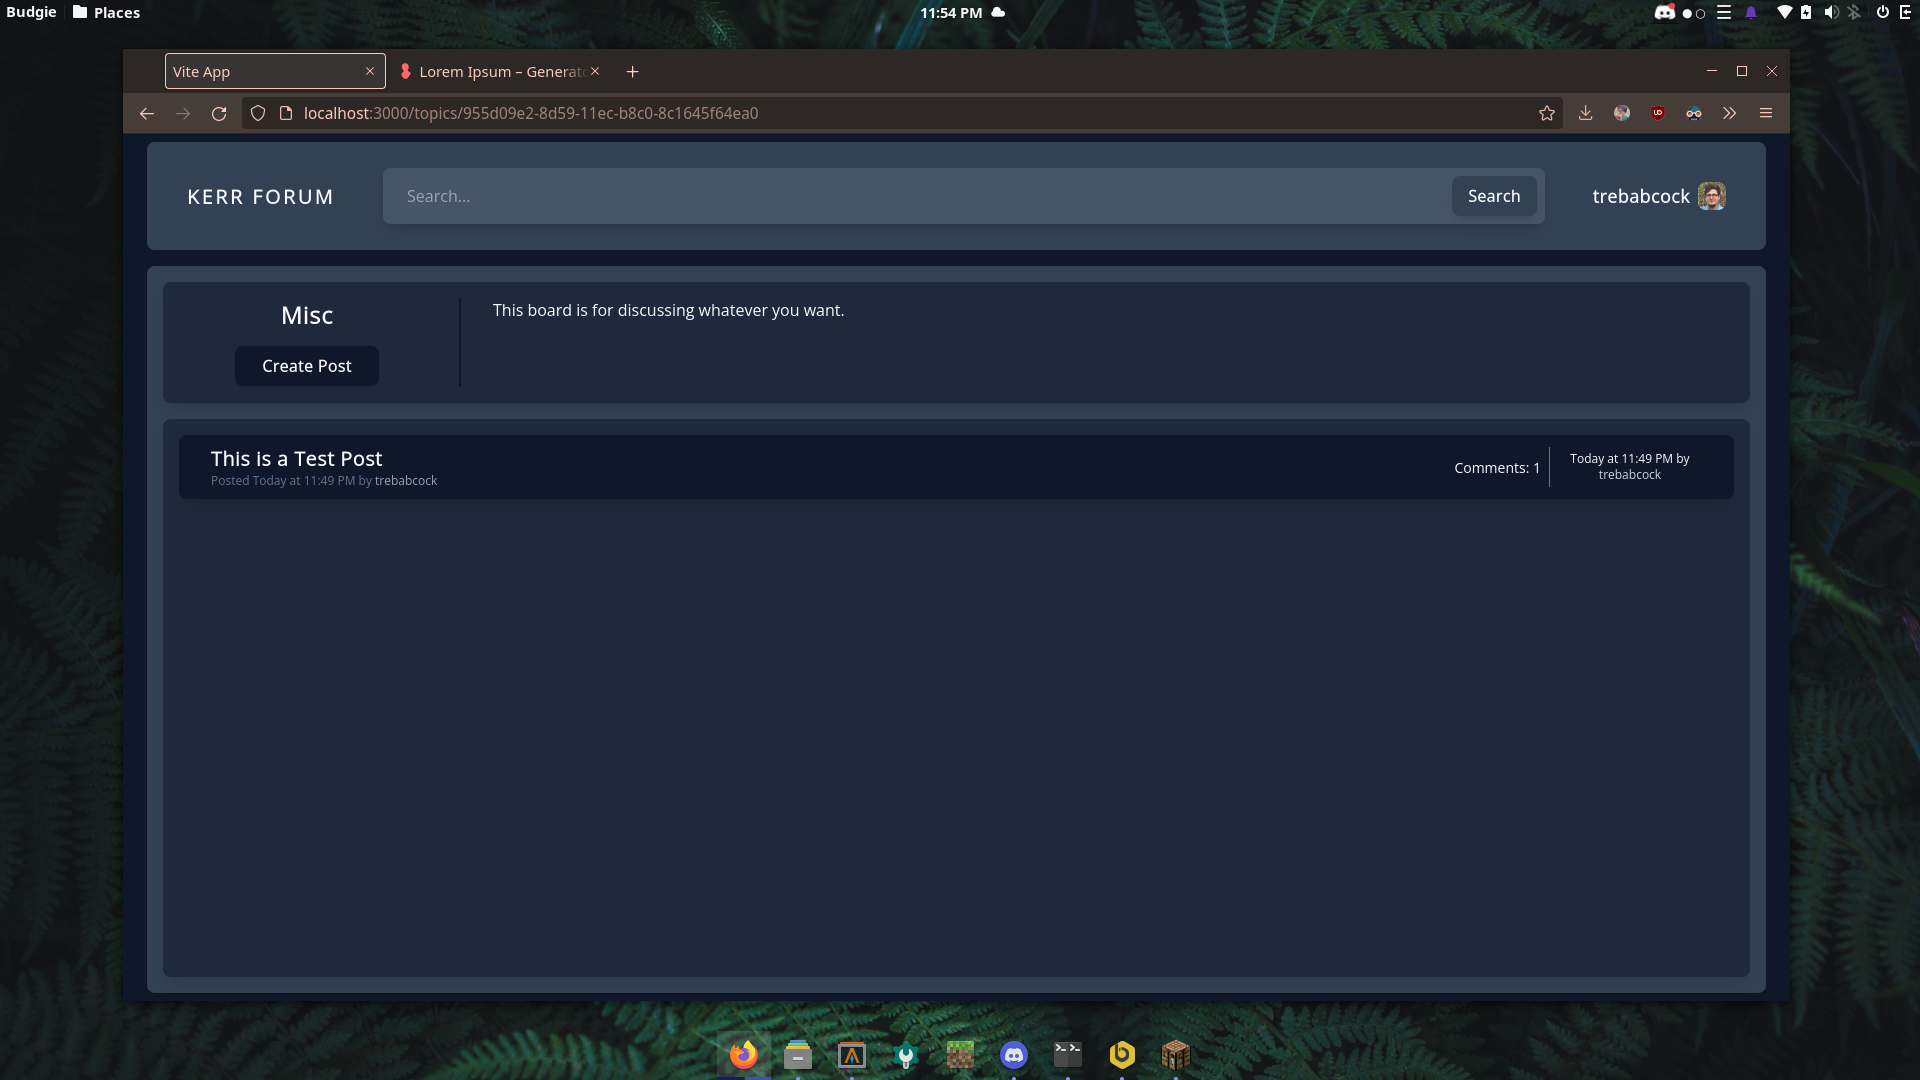 Budgie Places 11:54 PM
Vite App Lorem Ipsum – Generat
localhost:3000/topics/955d09e2-8d59-11ec-b8c0-8c1645f64ea0
KERR FORUM Search... Search trebabcock
Misc This board is for discussing whatever you want.
Create Post
This is a Test Post
Posted Today at 11:49 PM by trebabcock
Comments: 1
Today at 11:49 PM by
trebabcock